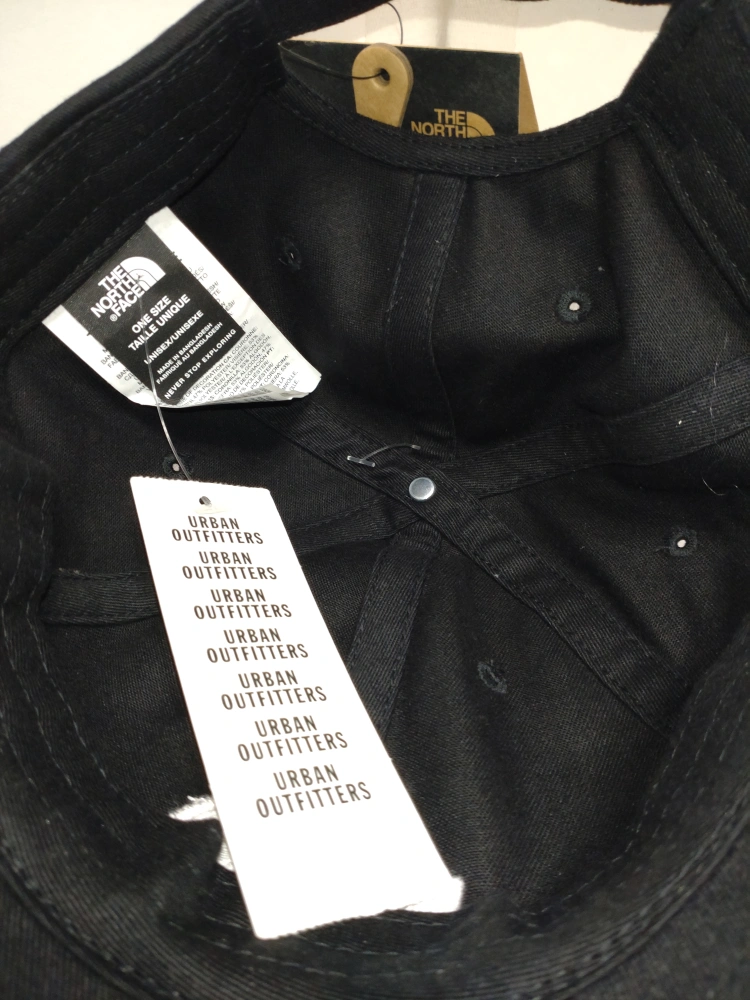 THE
NORTH
THE
NORTH
FACE
®
ONE SIZE
TAILLE UNIQUE
UNISEX/UNISEXE
MADE IN BANGLADESH
FABRIQUÉ AU BANGLADESH
NEVER STOP EXPLORING
URBAN
OUTFITTERS
URBAN
OUTFITTERS
URBAN
OUTFITTERS
URBAN
OUTFITTERS
URBAN
OUTFITTERS
URBAN
OUTFITTERS
URBAN
OUTFITTERS